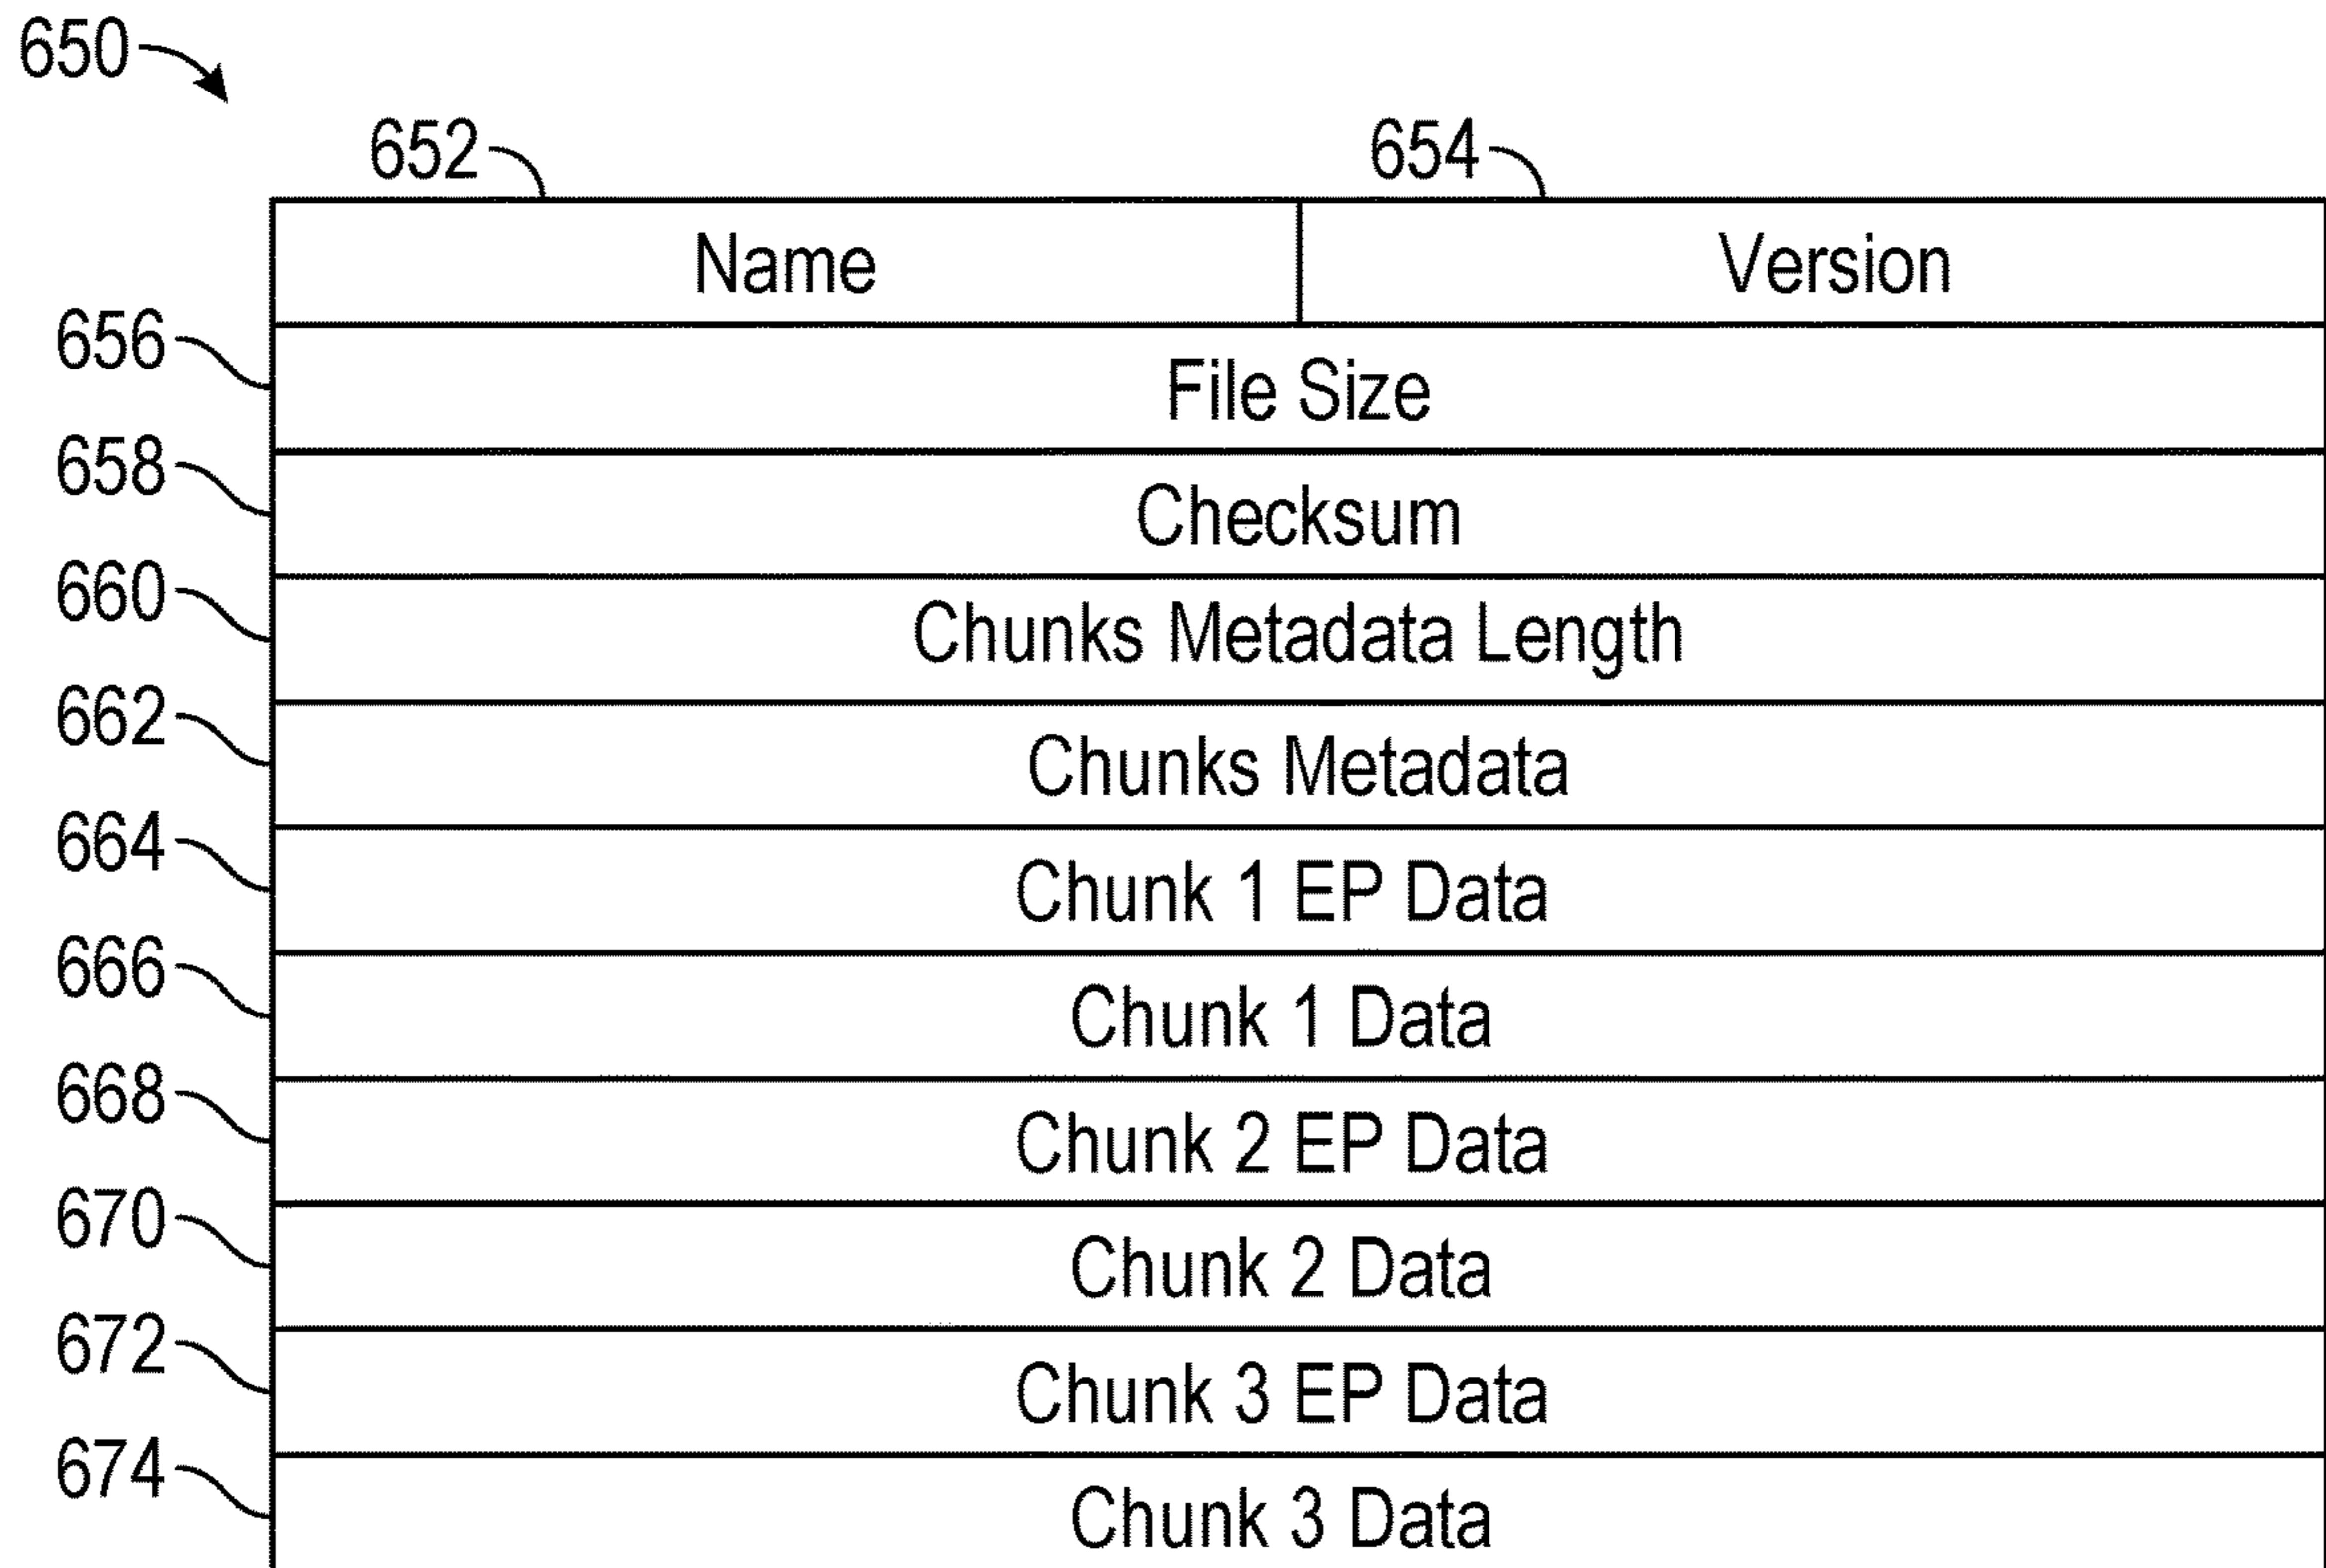 650
652 654
Name Version
656 File Size
658 Checksum
660 Chunks Metadata Length
662 Chunks Metadata
664 Chunk 1 EP Data
666 Chunk 1 Data
668 Chunk 2 EP Data
670 Chunk 2 Data
672 Chunk 3 EP Data
674 Chunk 3 Data